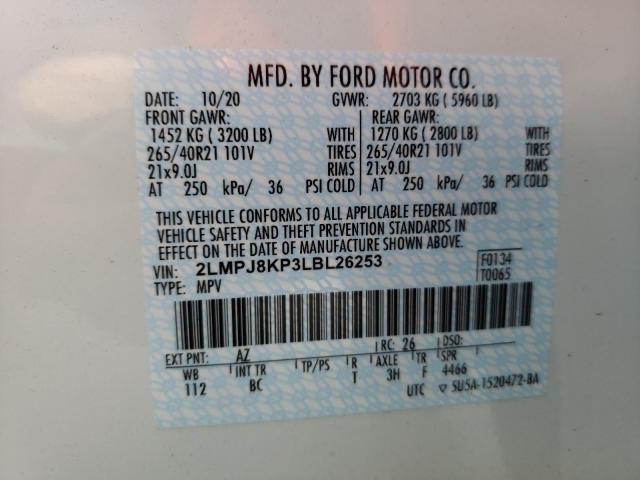 MFD. BY FORD MOTOR CO.
DATE: 10/20 GVWR: 2703 KG ( 5960 LB)
FRONT GAWR: REAR GAWR:
1452 KG ( 3200 LB) WITH 1270 KG ( 2800 LB) WITH
265/40R21 101V TIRES 265/40R21 101V TIRES
21x9.0J RIMS 21x9.0J RIMS
AT 250 kPa/ 36 PSI COLD AT 250 kPa/ 36 PSI COLD
THIS VEHICLE CONFORMS TO ALL APPLICABLE FEDERAL MOTOR
VEHICLE SAFETY AND THEFT PREVENTION STANDARDS IN
EFFECT ON THE DATE OF MANUFACTURE SHOWN ABOVE.
VIN: 2LMPJ8KP3LBL26253 F0134
TYPE: MPV T0065
EXT PNT: AZ RC: 26 DSO:
WB INT TR TP/PS R AXLE TR SPR
112 BC T 3H F 4466
UTC ▽ 5U5A-1520472-BA